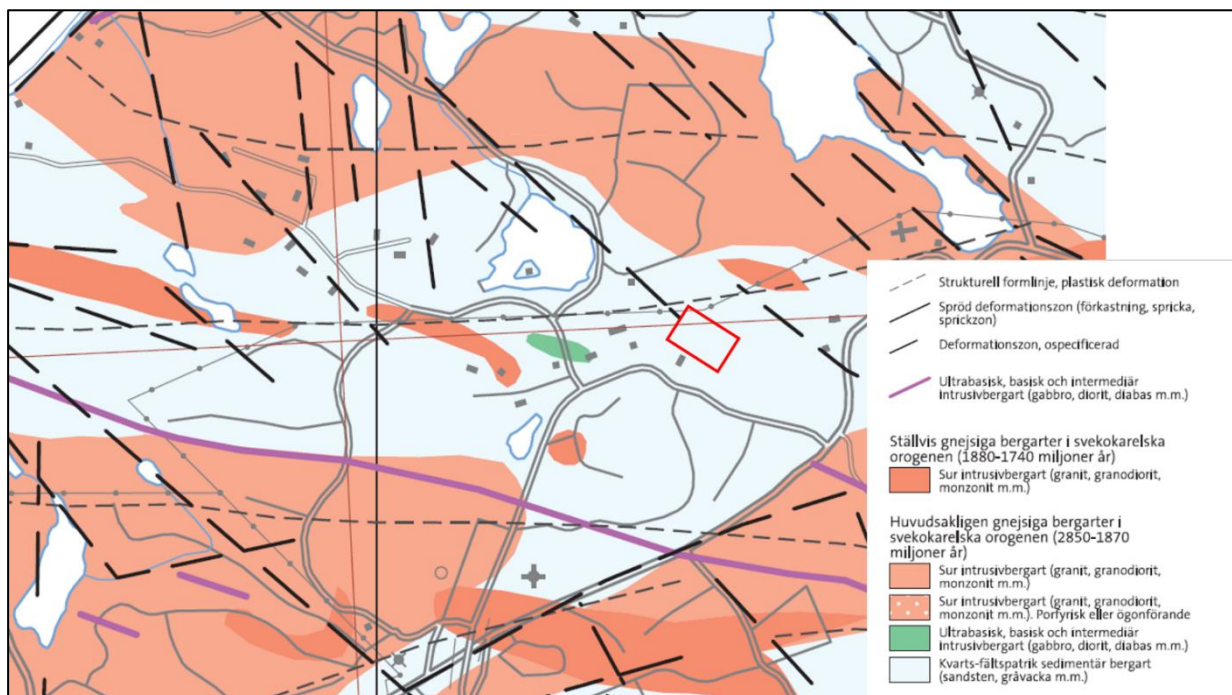 Strukturell formlinje, plastisk deformation
Spröd deformationszon (förkastning, spricka,
sprickzon)
Deformationszon, ospecificerad
Ultrabasisk, basisk och intermediär
intrusivbergart (gabbro, diorit, diabas m.m.)
Ställvis gnejsiga bergarter i svekokarelska
orogenen (1880-1740 miljoner år)
Sur intrusivbergart (granit, granodiorit,
monzonit m.m.)
Huvudsakligen gnejsiga bergarter i
svekokarelska orogenen (2850-1870
miljoner år)
Sur intrusivbergart (granit, granodiorit,
monzonit m.m.)
Sur intrusivbergart (granit, granodiorit,
monzonit m.m.). Porfyrisk eller ögonförande
Ultrabasisk, basisk och intermediär
intrusivbergart (gabbro, diorit, diabas m.m.)
Kvarts-fältspatrik sedimentär bergart
(sandsten, gråvacka m.m.)